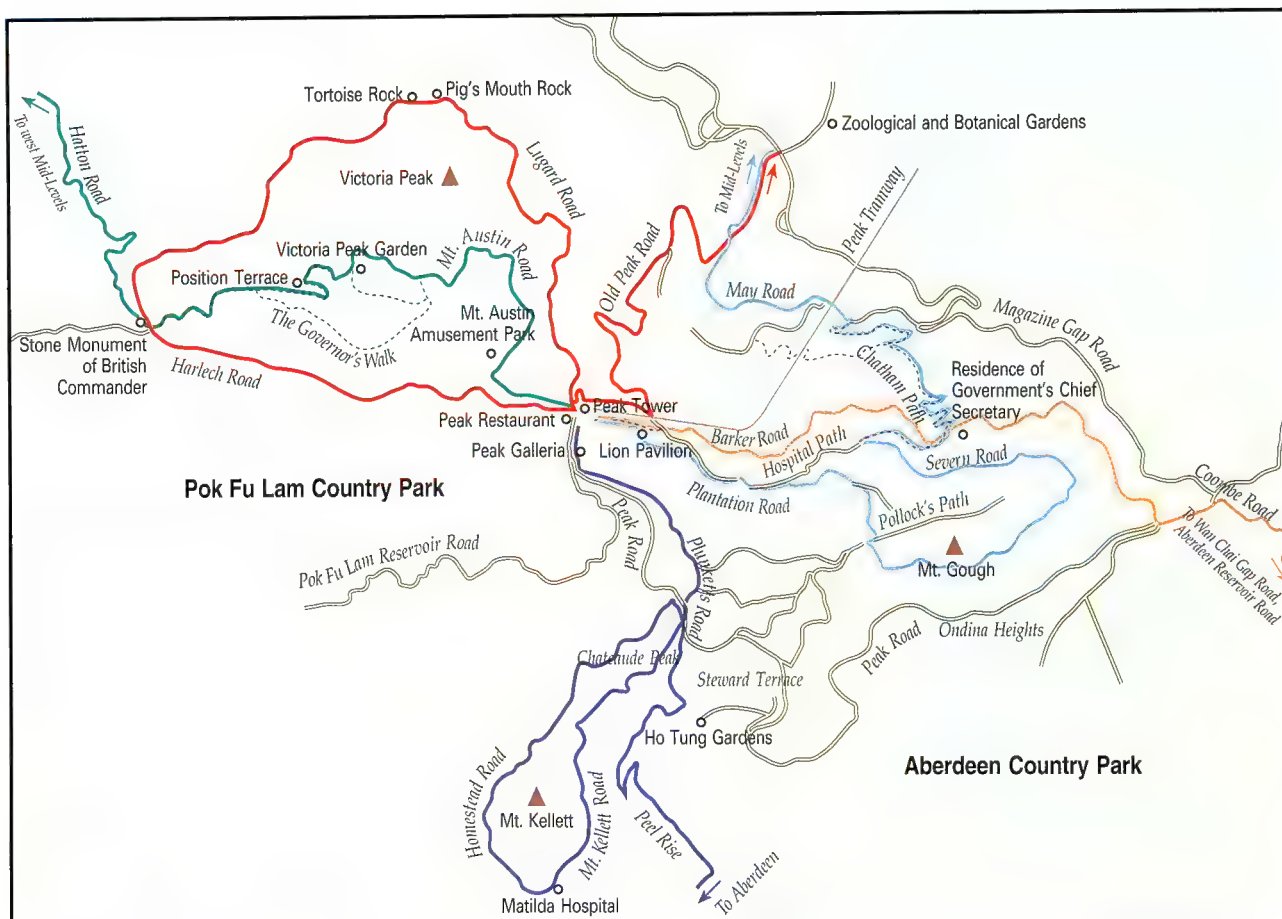 Tortoise Rock
Pig's Mouth Rock
To west Mid-Levels
Hatton Road
Lugard Road
Victoria Peak
Zoological and Botanical Gardens
To Mid-Levels
Peak Tramway
Victoria Peak Garden
Mt. Austin Road
Position Terrace
Old Peak Road
May Road
The Governor's Walk
Mt. Austin
Amusement Park
Magazine Gap Road
Stone Monument
of British
Commander
Harlech Road
Chatham Path
Residence of
Government's Chief
Secretary
Peak Restaurant
Peak Tower
Peak Galleria
Lion Pavilion
Barker Road
Hospital Path
Severn Road
Plantation Road
Pollock's Path
Coombe Road
Pok Fu Lam Country Park
Peak Road
Plunketts Road
Pok Fu Lam Reservoir Road
Mt. Gough
To Wan Chai Gap Road,
Aberdeen Reservoir Road
Ondina Heights
Peak Road
Chateaude Peak
Steward Terrace
Ho Tung Gardens
Aberdeen Country Park
Homestead Road
Mt. Kellett
Mt. Kellett Road
Peel Rise
To Aberdeen
Matilda Hospital